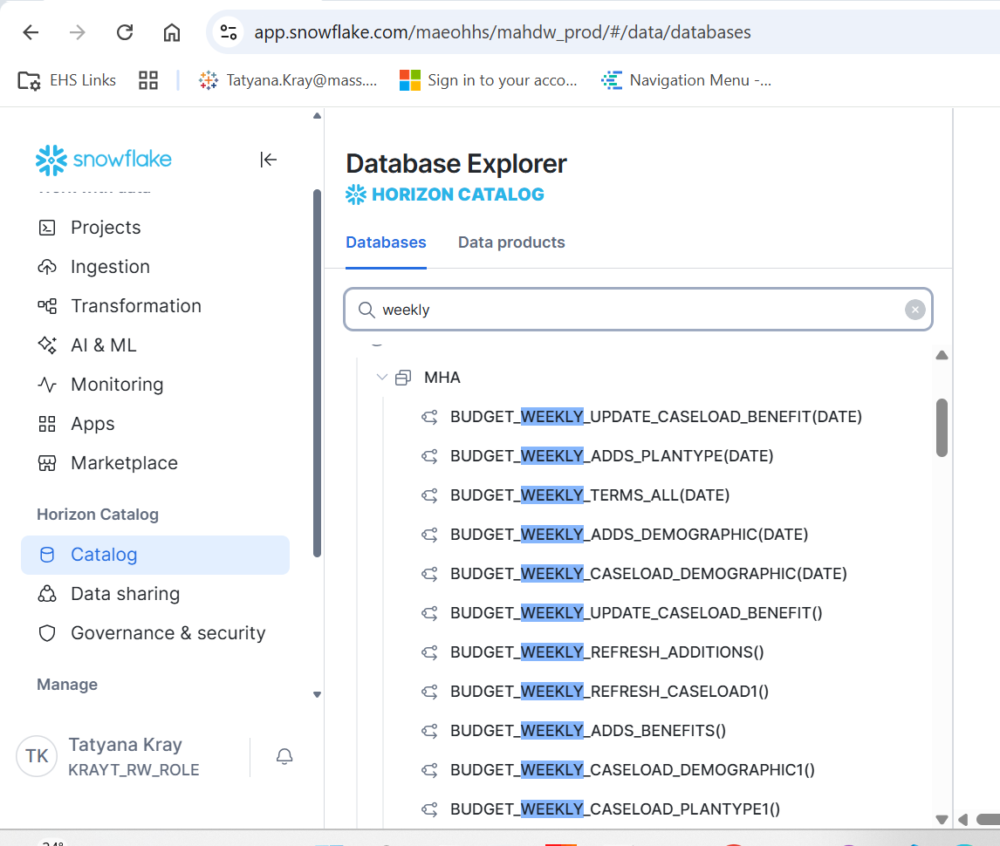 app.snowflake.com/maeohhs/mahdw_prod/#/data/databases
EHS Links
Tatyana.Kray@mass....
Sign in to your acco...
Navigation Menu -...
snowflake
Projects
Ingestion
Transformation
AI & ML
Monitoring
Apps
Marketplace
Horizon Catalog
Catalog
Data sharing
Governance & security
Manage
TK
Tatyana Kray
KRAYT_RW_ROLE
Database Explorer
HORIZON CATALOG
Databases
Data products
weekly
MHA
BUDGET_WEEKLY_UPDATE_CASELOAD_BENEFIT(DATE)
BUDGET_WEEKLY_ADDS_PLANTYPE(DATE)
BUDGET_WEEKLY_TERMS_ALL(DATE)
BUDGET_WEEKLY_ADDS_DEMOGRAPHIC(DATE)
BUDGET_WEEKLY_CASELOAD_DEMOGRAPHIC(DATE)
BUDGET_WEEKLY_UPDATE_CASELOAD_BENEFIT()
BUDGET_WEEKLY_REFRESH_ADDITIONS()
BUDGET_WEEKLY_REFRESH_CASELOAD1()
BUDGET_WEEKLY_ADDS_BENEFITS()
BUDGET_WEEKLY_CASELOAD_DEMOGRAPHIC1()
BUDGET_WEEKLY_CASELOAD_PLANTYPE1()